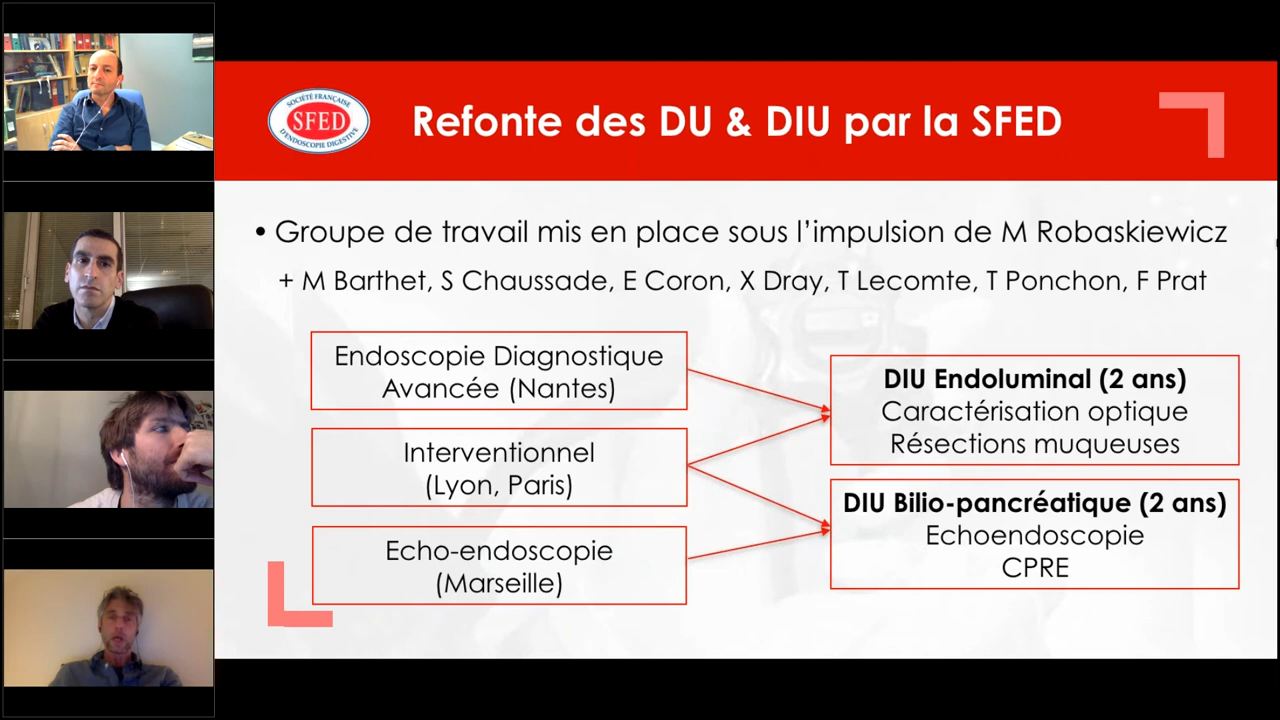 SOCIÉTÉ FRANÇAISE
SFED
D'ENDOSCOPIE DIGESTIVE
Refonte des DU & DIU par la SFED
• Groupe de travail mis en place sous l'impulsion de M Robaskiewicz
+ M Barthet, S Chaussade, E Coron, X Dray, T Lecomte, T Ponchon, F Prat
Endoscopie Diagnostique
Avancée (Nantes)
Interventionnel
(Lyon, Paris)
Echo-endoscopie
(Marseille)
DIU Endoluminal (2 ans)
Caractérisation optique
Résections muqueuses
DIU Bilio-pancréatique (2 ans)
Echoendoscopie
CPRE